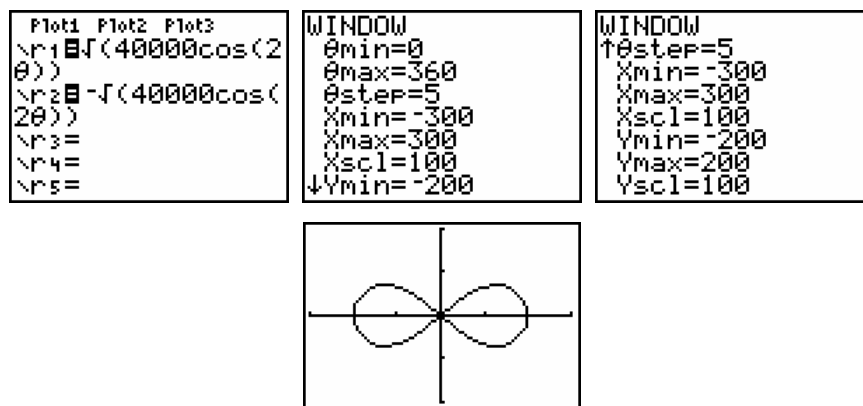 Plot1 Plot2 Plot3
\r1=√(40000cos(2
θ))
\r2=-√(40000cos(
2θ))
\r3=
\r4=
\r5=
WINDOW
θmin=0
θmax=360
θstep=5
Xmin=-300
Xmax=300
Xscl=100
↓Ymin=-200
WINDOW
↑θstep=5
Xmin=-300
Xmax=300
Xscl=100
Ymin=-200
Ymax=200
Yscl=100